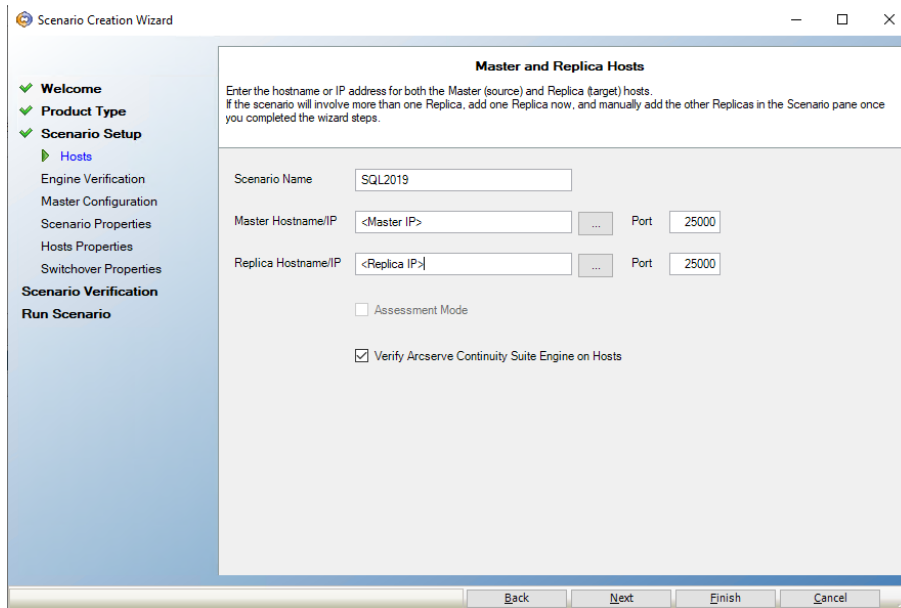 Scenario Creation Wizard
Welcome
Product Type
Scenario Setup
Hosts
Engine Verification
Master Configuration
Scenario Properties
Hosts Properties
Switchover Properties
Scenario Verification
Run Scenario
Master and Replica Hosts
Enter the hostname or IP address for both the Master (source) and Replica (target) hosts.
If the scenario will involve more than one Replica, add one Replica now, and manually add the other Replicas in the Scenario pane once
you completed the wizard steps.
Scenario Name SQL2019
Master Hostname/IP <Master IP> ... Port 25000
Replica Hostname/IP <Replica IP> ... Port 25000
Assessment Mode
Verify Arcserve Continuity Suite Engine on Hosts
Back Next Finish Cancel